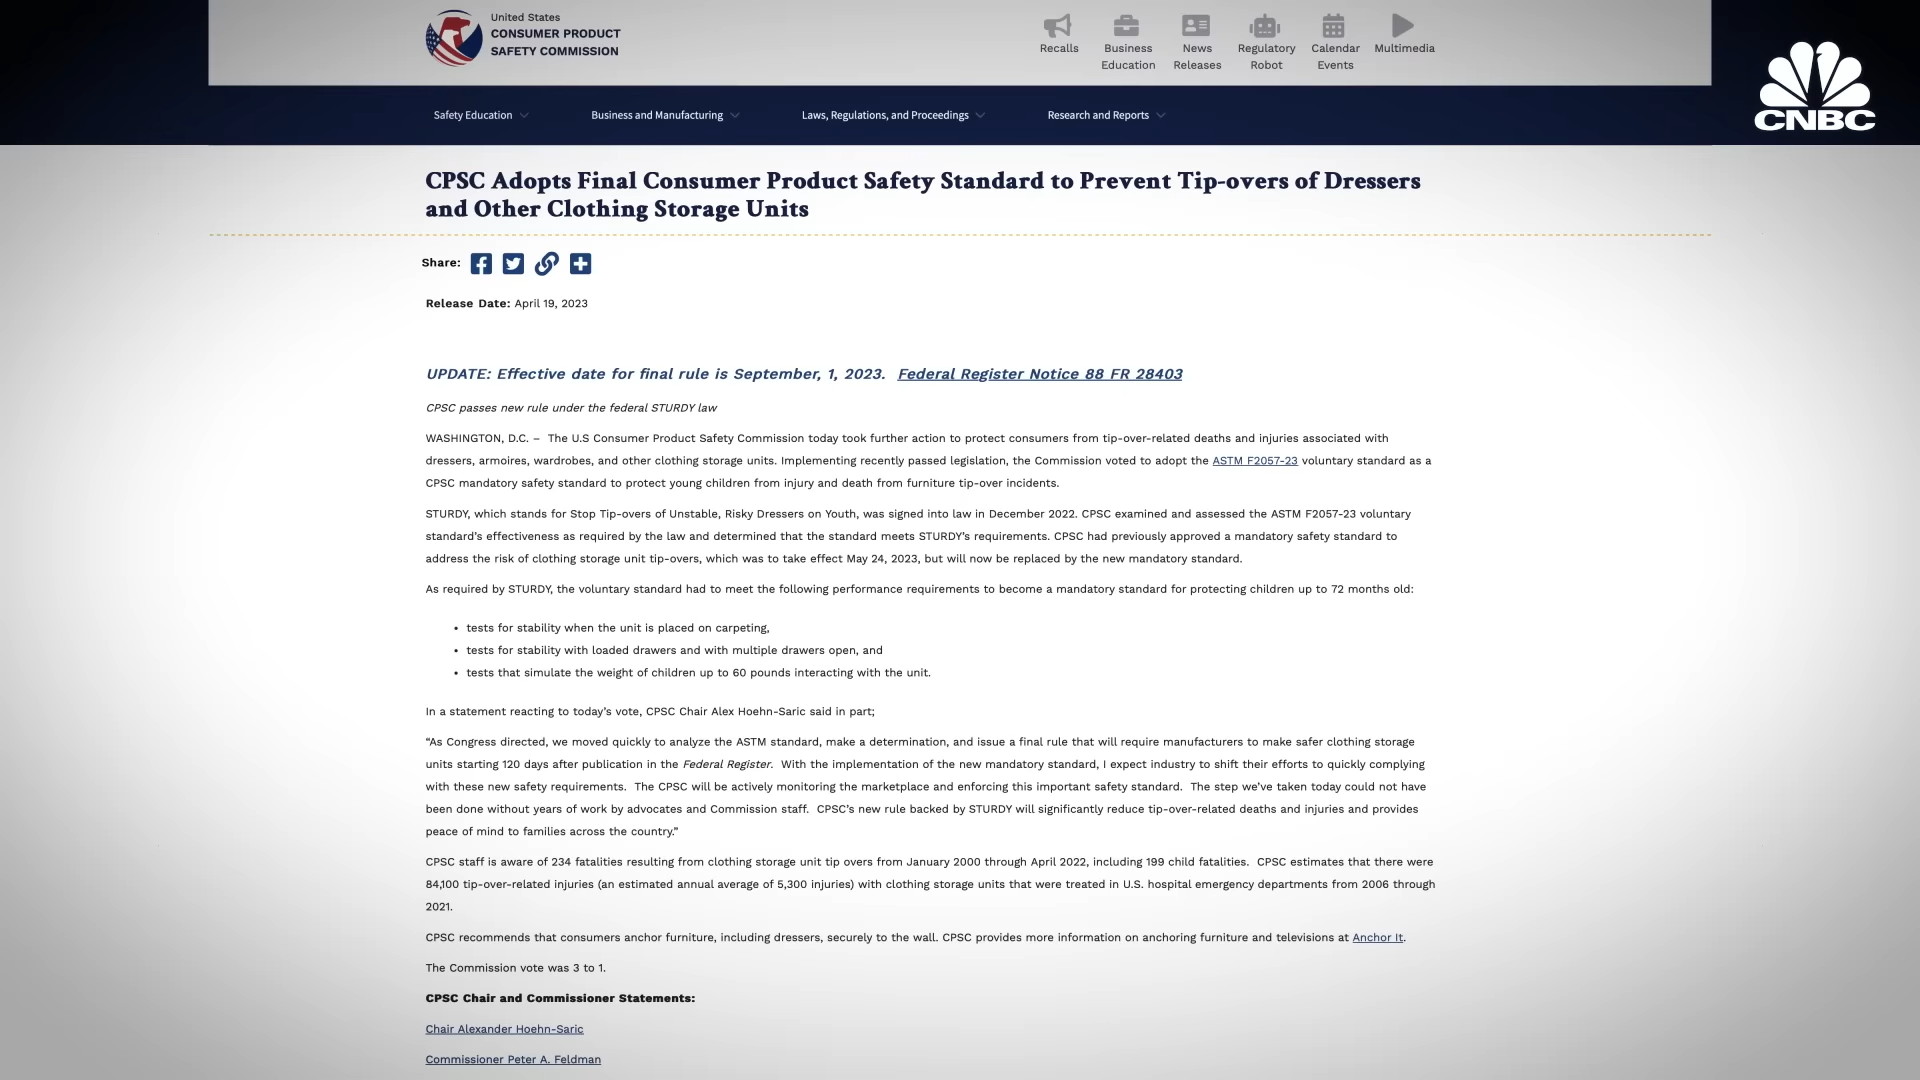 United States
CONSUMER PRODUCT
SAFETY COMMISSION
Recalls
Business
Education
News
Releases
Regulatory
Robot
Calendar
Events
Multimedia
CNBC
Safety Education
Business and Manufacturing
Laws, Regulations, and Proceedings
Research and Reports
CPSC Adopts Final Consumer Product Safety Standard to Prevent Tip-overs of Dressers
and Other Clothing Storage Units
Share:
Release Date: April 19, 2023
UPDATE: Effective date for final rule is September, 1, 2023. Federal Register Notice 88 FR 28403
CPSC passes new rule under the federal STURDY law
WASHINGTON, D.C. – The U.S Consumer Product Safety Commission today took further action to protect consumers from tip-over-related deaths and injuries associated with
dressers, armoires, wardrobes, and other clothing storage units. Implementing recently passed legislation, the Commission voted to adopt the ASTM F2057-23 voluntary standard as a
CPSC mandatory safety standard to protect young children from injury and death from furniture tip-over incidents.
STURDY, which stands for Stop Tip-overs of Unstable, Risky Dressers on Youth, was signed into law in December 2022. CPSC examined and assessed the ASTM F2057-23 voluntary
standard's effectiveness as required by the law and determined that the standard meets STURDY's requirements. CPSC had previously approved a mandatory safety standard to
address the risk of clothing storage unit tip-overs, which was to take effect May 24, 2023, but will now be replaced by the new mandatory standard.
As required by STURDY, the voluntary standard had to meet the following performance requirements to become a mandatory standard for protecting children up to 72 months old:
• tests for stability when the unit is placed on carpeting,
• tests for stability with loaded drawers and with multiple drawers open, and
• tests that simulate the weight of children up to 60 pounds interacting with the unit.
In a statement reacting to today's vote, CPSC Chair Alex Hoehn-Saric said in part;
“As Congress directed, we moved quickly to analyze the ASTM standard, make a determination, and issue a final rule that will require manufacturers to make safer clothing storage
units starting 120 days after publication in the Federal Register. With the implementation of the new mandatory standard, I expect industry to shift their efforts to quickly complying
with these new safety requirements. The CPSC will be actively monitoring the marketplace and enforcing this important safety standard. The step we've taken today could not have
been done without years of work by advocates and Commission staff. CPSC's new rule backed by STURDY will significantly reduce tip-over-related deaths and injuries and provides
peace of mind to families across the country.”
CPSC staff is aware of 234 fatalities resulting from clothing storage unit tip overs from January 2000 through April 2022, including 199 child fatalities. CPSC estimates that there were
84,100 tip-over-related injuries (an estimated annual average of 5,300 injuries) with clothing storage units that were treated in U.S. hospital emergency departments from 2006 through
2021.
CPSC recommends that consumers anchor furniture, including dressers, securely to the wall. CPSC provides more information on anchoring furniture and televisions at Anchor It.
The Commission vote was 3 to 1.
CPSC Chair and Commissioner Statements:
Chair Alexander Hoehn-Saric
Commissioner Peter A. Feldman